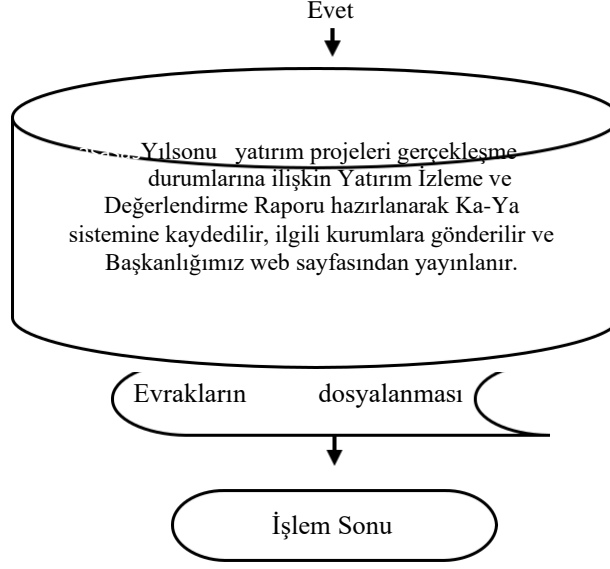 Evet
Yılsonu yatırım projeleri gerçekleşme
durumlarına ilişkin Yatırım İzleme ve
Değerlendirme Raporu hazırlanarak Ka-Ya
sistemine kaydedilir, ilgili kurumlara gönderilir ve
Başkanlığımız web sayfasından yayınlanır.
Evrakların dosyalanması
İşlem Sonu